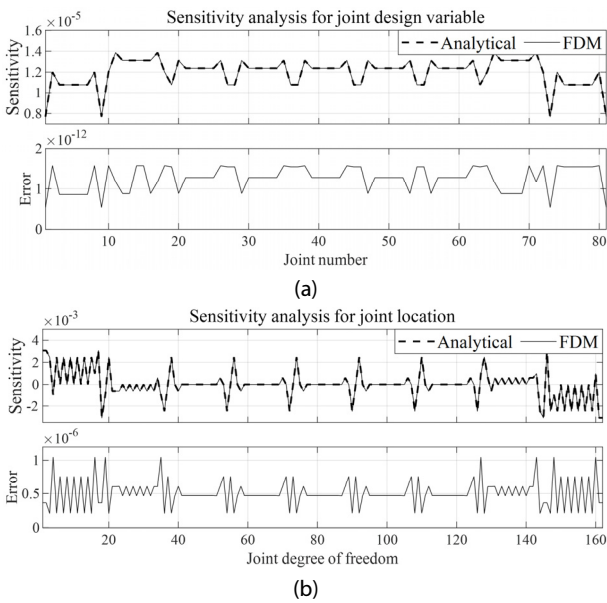 Sensitivity analysis for joint design variable
×10^-5
1.6
1.4
1.2
1
0.8
Sensitivity
Analytical
FDM
×10^-12
2
1
0
Error
10 20 30 40 50 60 70 80
Joint number
(a)
Sensitivity analysis for joint location
×10^-3
4
2
0
-2
Sensitivity
Analytical
FDM
×10^-6
1
0.5
0
Error
20 40 60 80 100 120 140 160
Joint degree of freedom
(b)